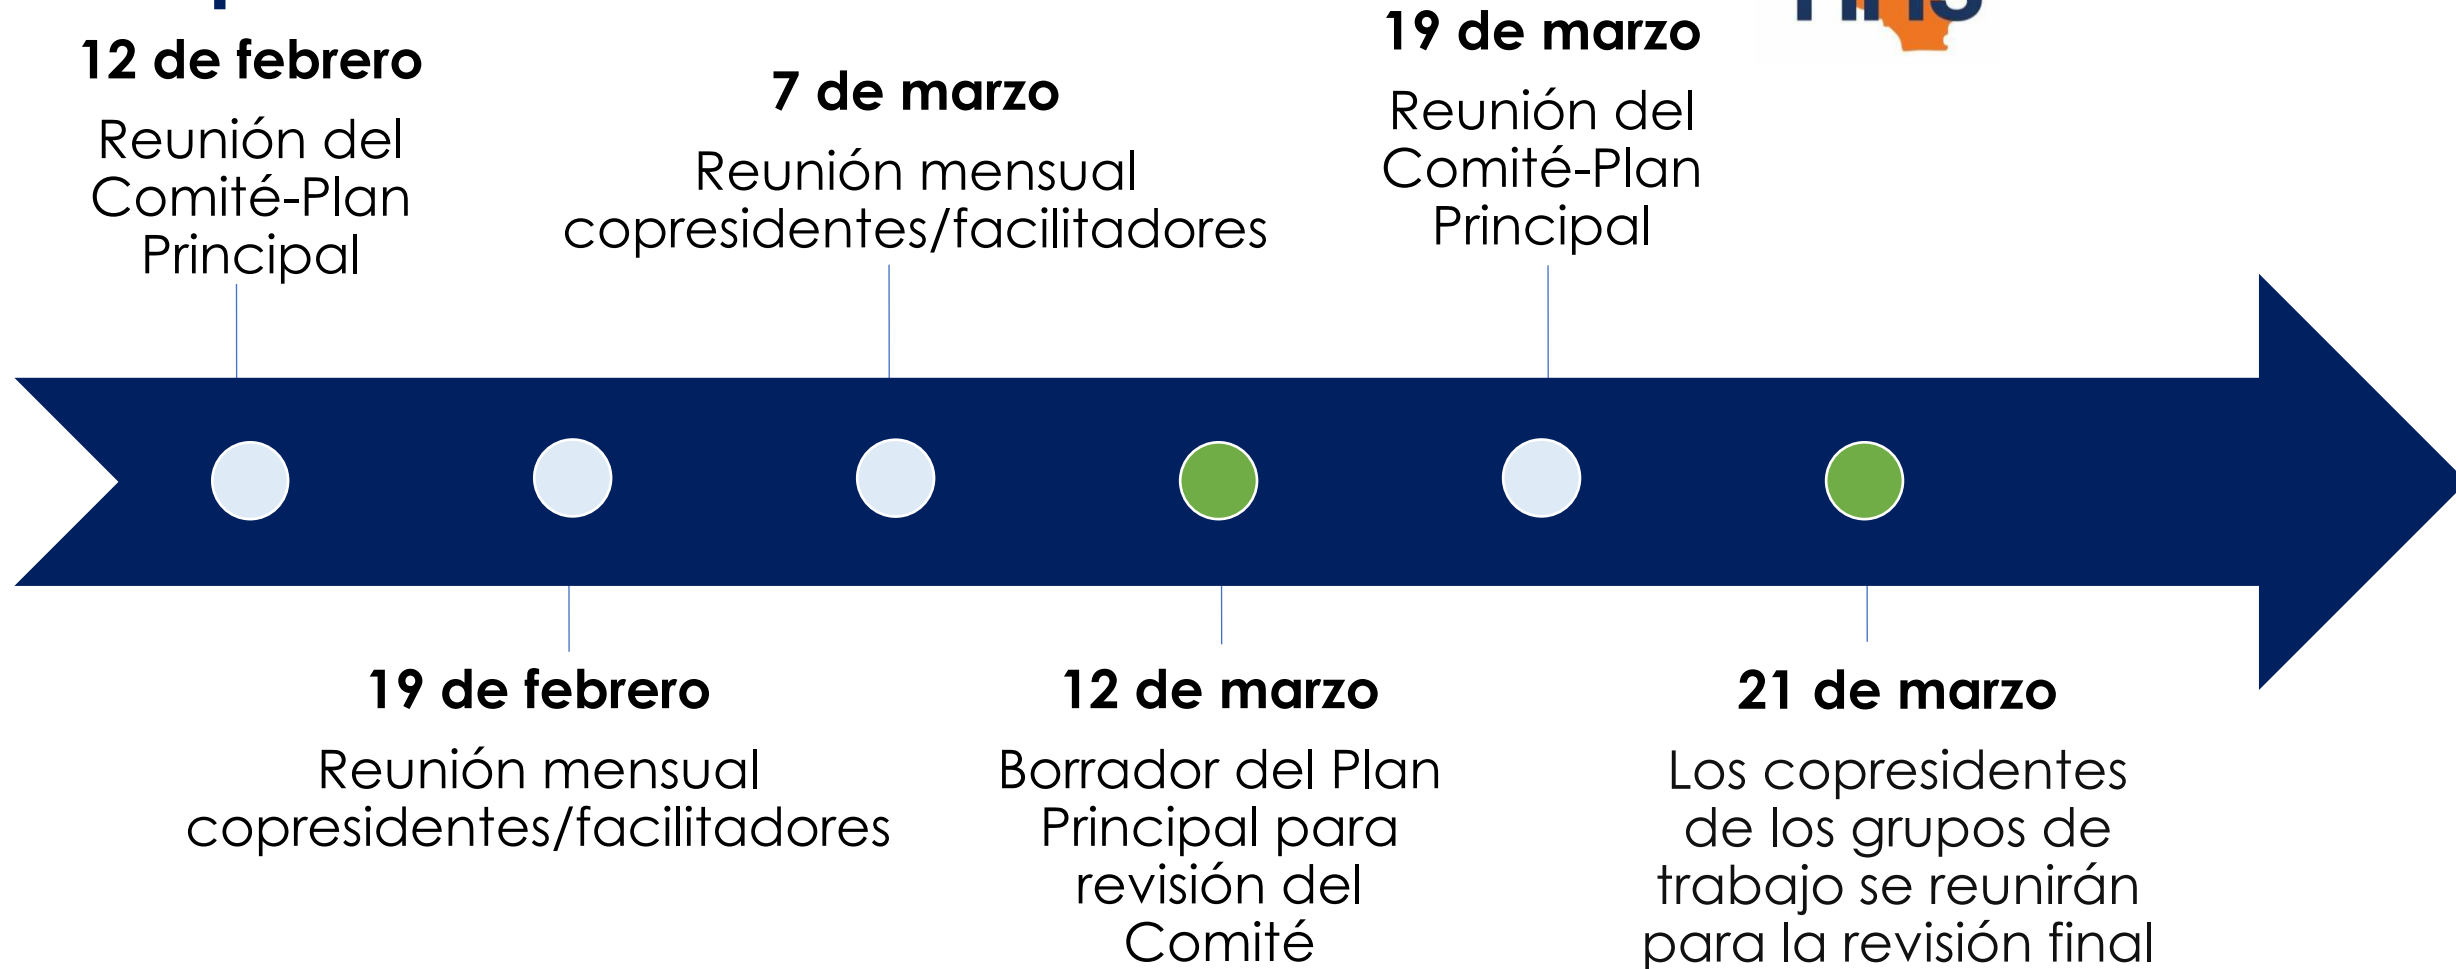 12 de febrero
Reunión del
Comité-Plan
Principal
7 de marzo
Reunión mensual
copresidentes/facilitadores
19 de marzo
Reunión del
Comité-Plan
Principal
19 de febrero
Reunión mensual
copresidentes/facilitadores
12 de marzo
Borrador del Plan
Principal para
revisión del
Comité
21 de marzo
Los copresidentes
de los grupos de
trabajo se reunirán
para la revisión final